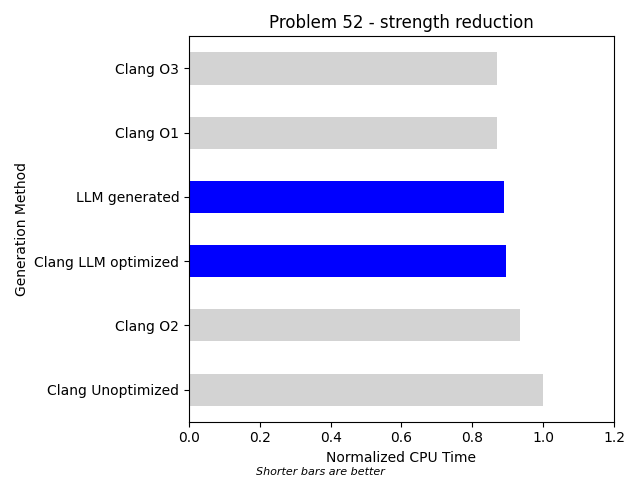 Problem 52 - strength reduction
Clang O3
Clang O1
LLM generated
Clang LLM optimized
Clang O2
Clang Unoptimized
Generation Method
0.0 0.2 0.4 0.6 0.8 1.0 1.2
Normalized CPU Time
Shorter bars are better